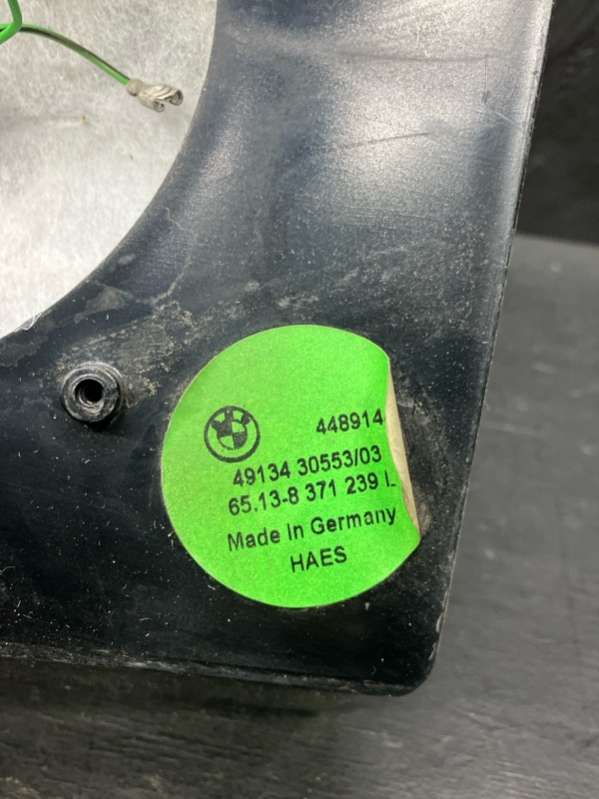 448914
49134 30553/03
65.13-8 371 239 L
Made in Germany
HAES